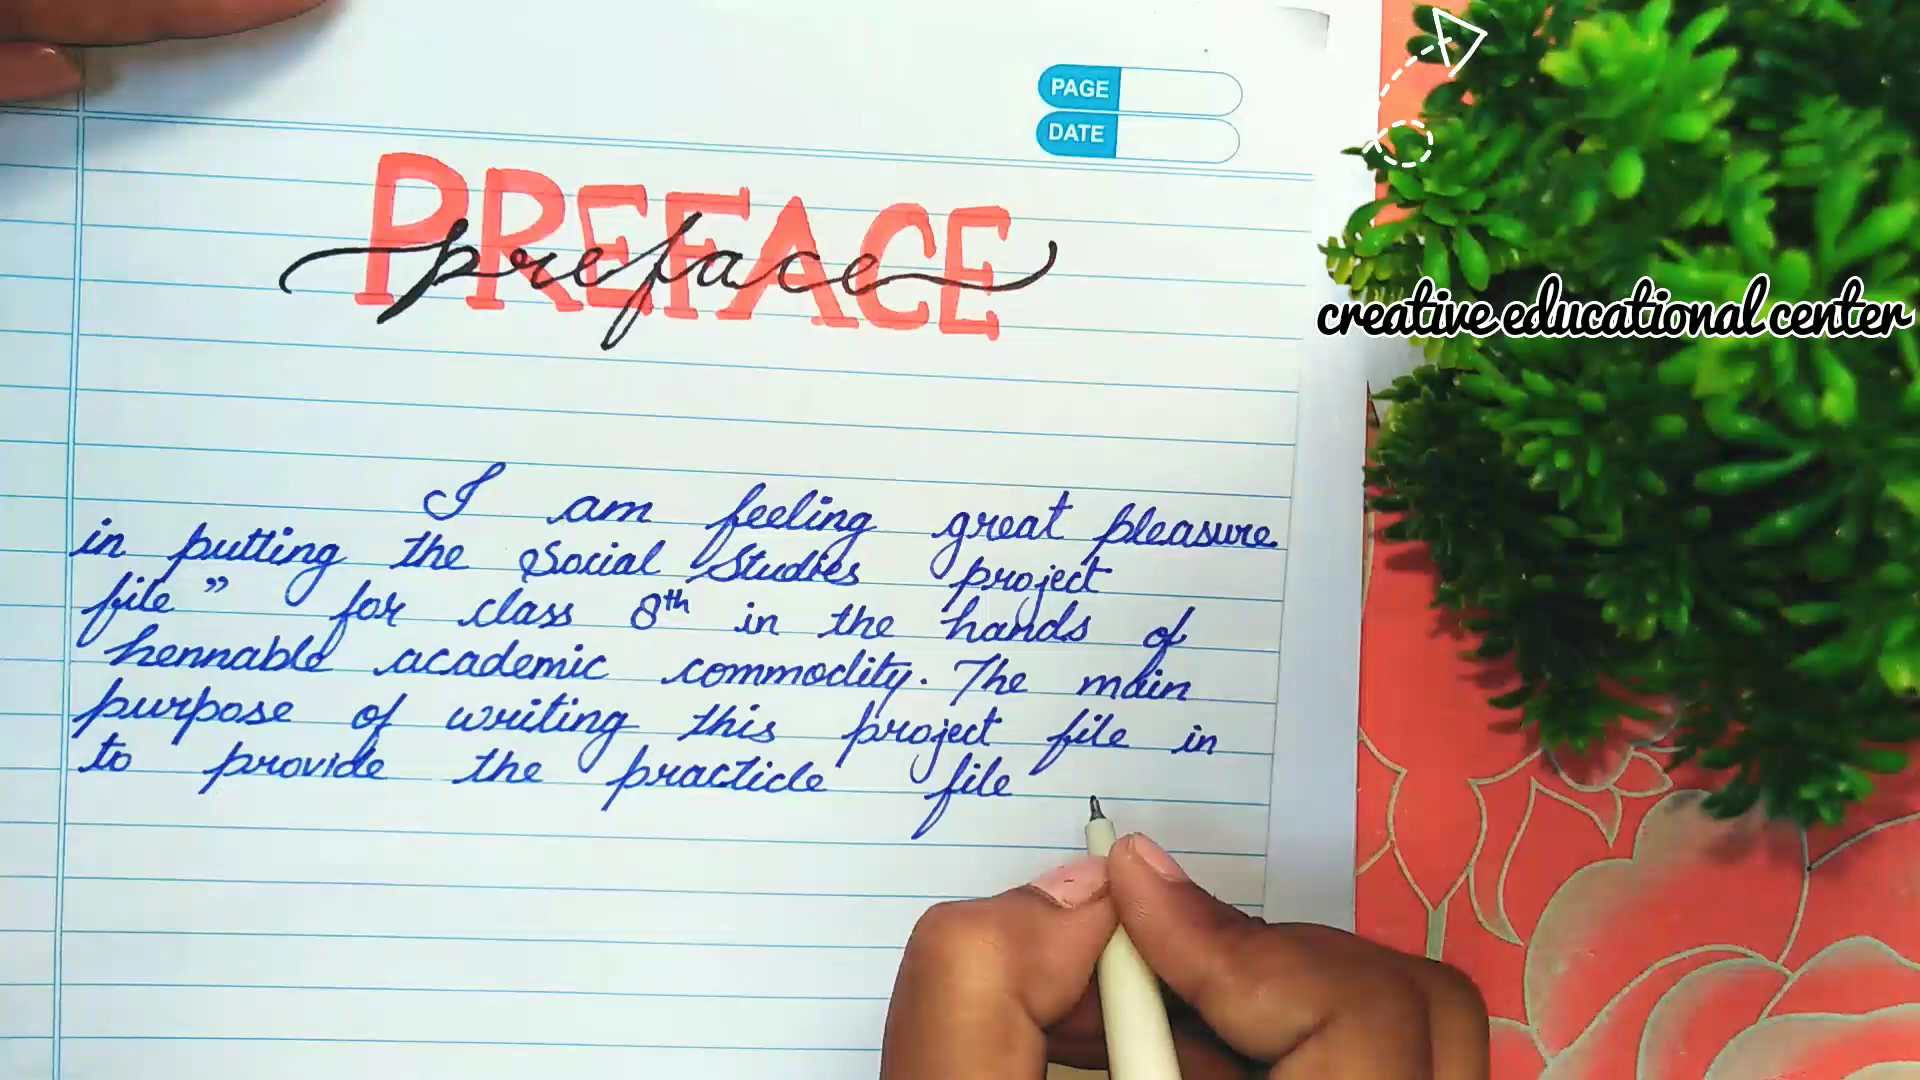 PAGE
DATE
PREFACE
preface
creative educational center
I am feeling great pleasure
in putting the Social Studies project
file” for class 8th in the hands of
hennable academic commodity. The main
purpose of writing this project file in
to provide the practicle file